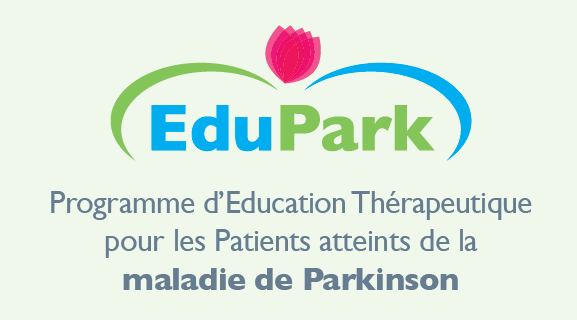 EduPark
Programme d'Education Thérapeutique
pour les Patients atteints de la
maladie de Parkinson